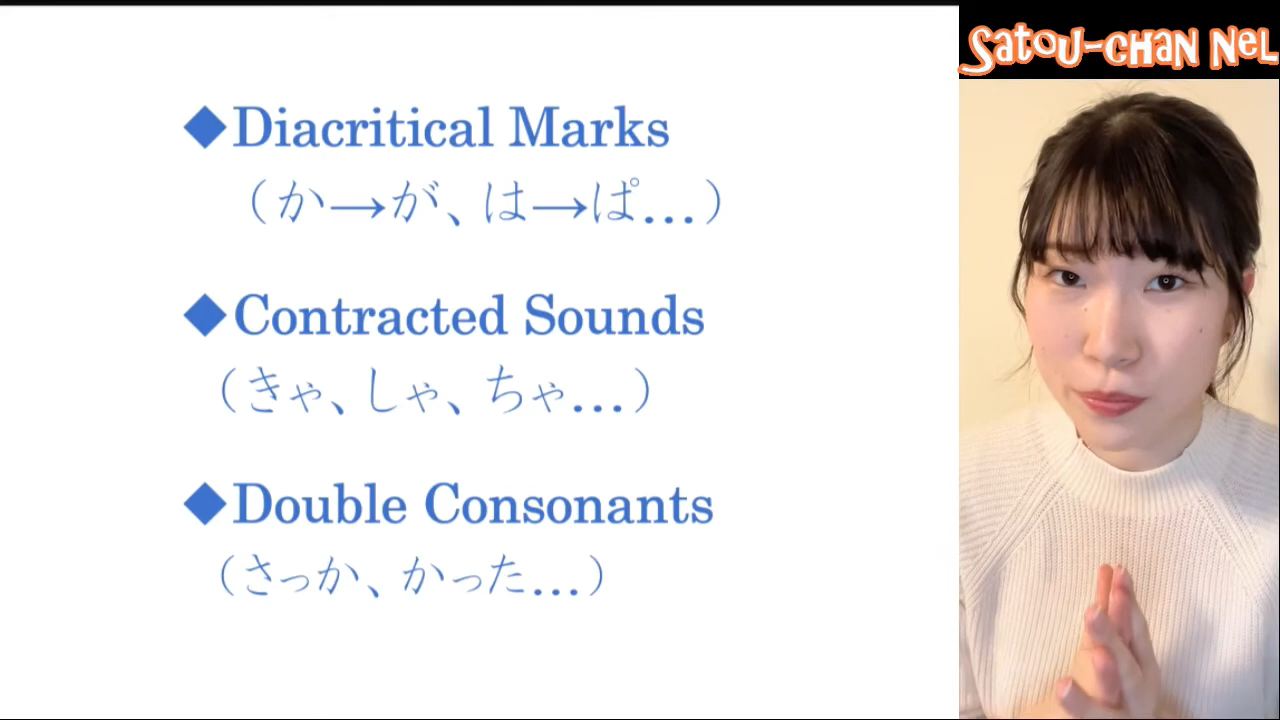 ◆Diacritical Marks
（か→が、は→ぱ…）
◆Contracted Sounds
（きゃ、しゃ、ちゃ…）
◆Double Consonants
（さっか、かった…）
Satou-chan Nel